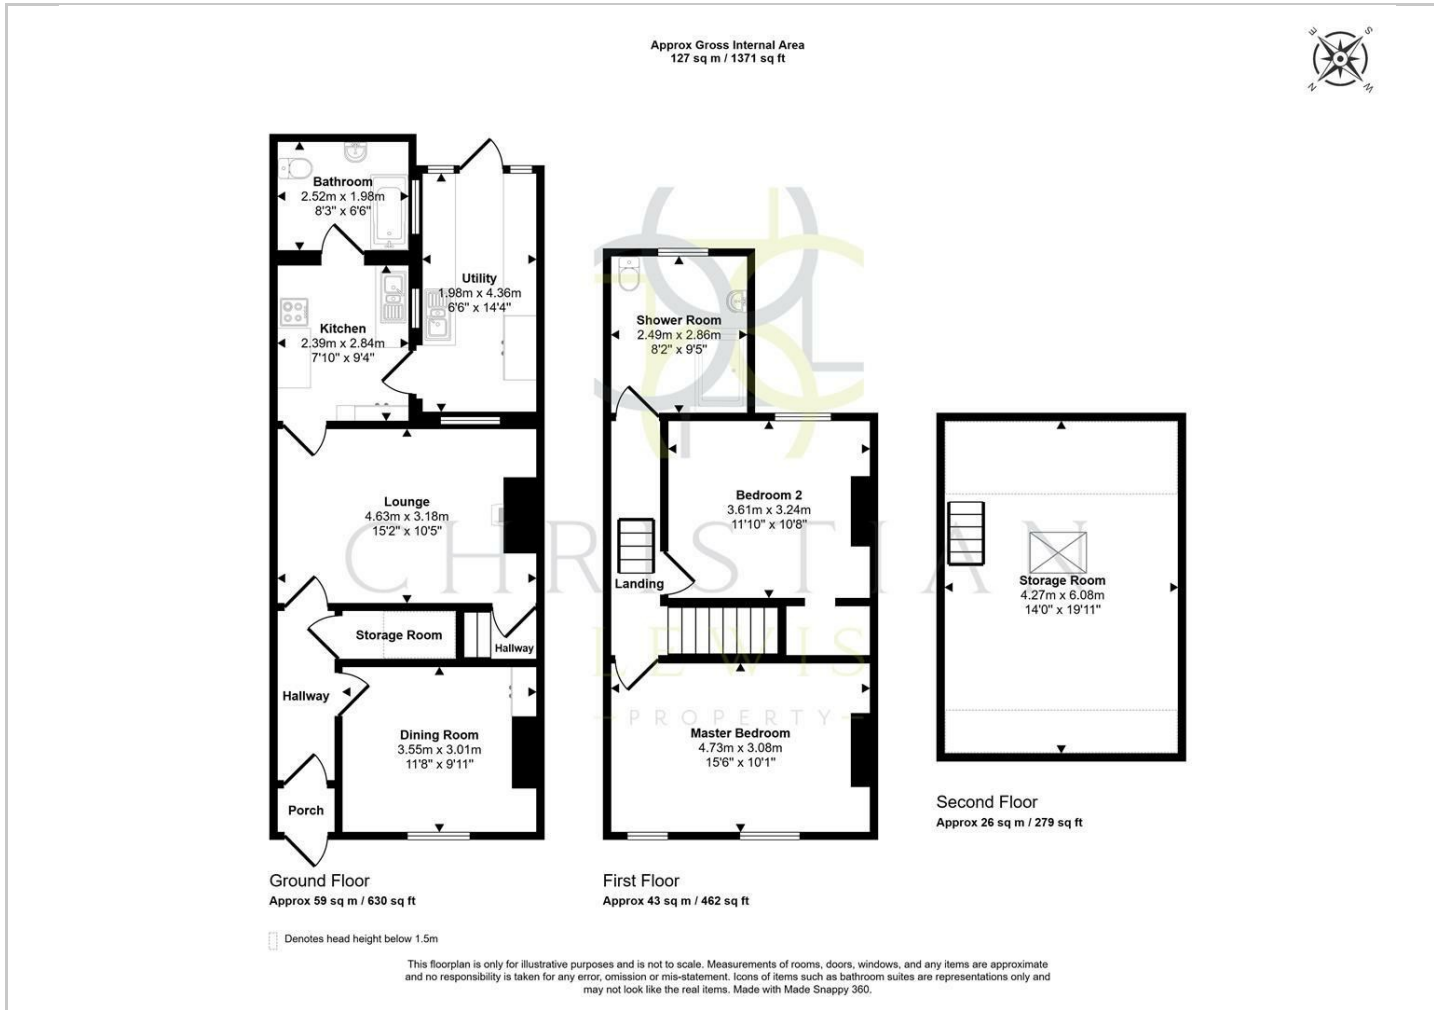 Approx Gross Internal Area
127 sq m / 1371 sq ft
E
S
N
W
Bathroom
2.52m x 1.98m
8'3" x 6'6"
Utility
1.98m x 4.36m
6'6" x 14'4"
Kitchen
2.39m x 2.84m
7'10" x 9'4"
Lounge
4.63m x 3.18m
15'2" x 10'5"
Storage Room
Hallway
Hallway
Dining Room
3.55m x 3.01m
11'8" x 9'11"
Porch
Ground Floor
Approx 59 sq m / 630 sq ft
Shower Room
2.49m x 2.86m
8'2" x 9'5"
Bedroom 2
3.61m x 3.24m
11'10" x 10'8"
Landing
Master Bedroom
4.73m x 3.08m
15'6" x 10'1"
First Floor
Approx 43 sq m / 462 sq ft
Storage Room
4.27m x 6.08m
14'0" x 19'11"
Second Floor
Approx 26 sq m / 279 sq ft
CHRISTIAN
LEWIS
PROPERTY
Denotes head height below 1.5m
This floorplan is only for illustrative purposes and is not to scale. Measurements of rooms, doors, windows, and any items are approximate
and no responsibility is taken for any error, omission or mis-statement. Icons of items such as bathroom suites are representations only and
may not look like the real items. Made with Made Snappy 360.